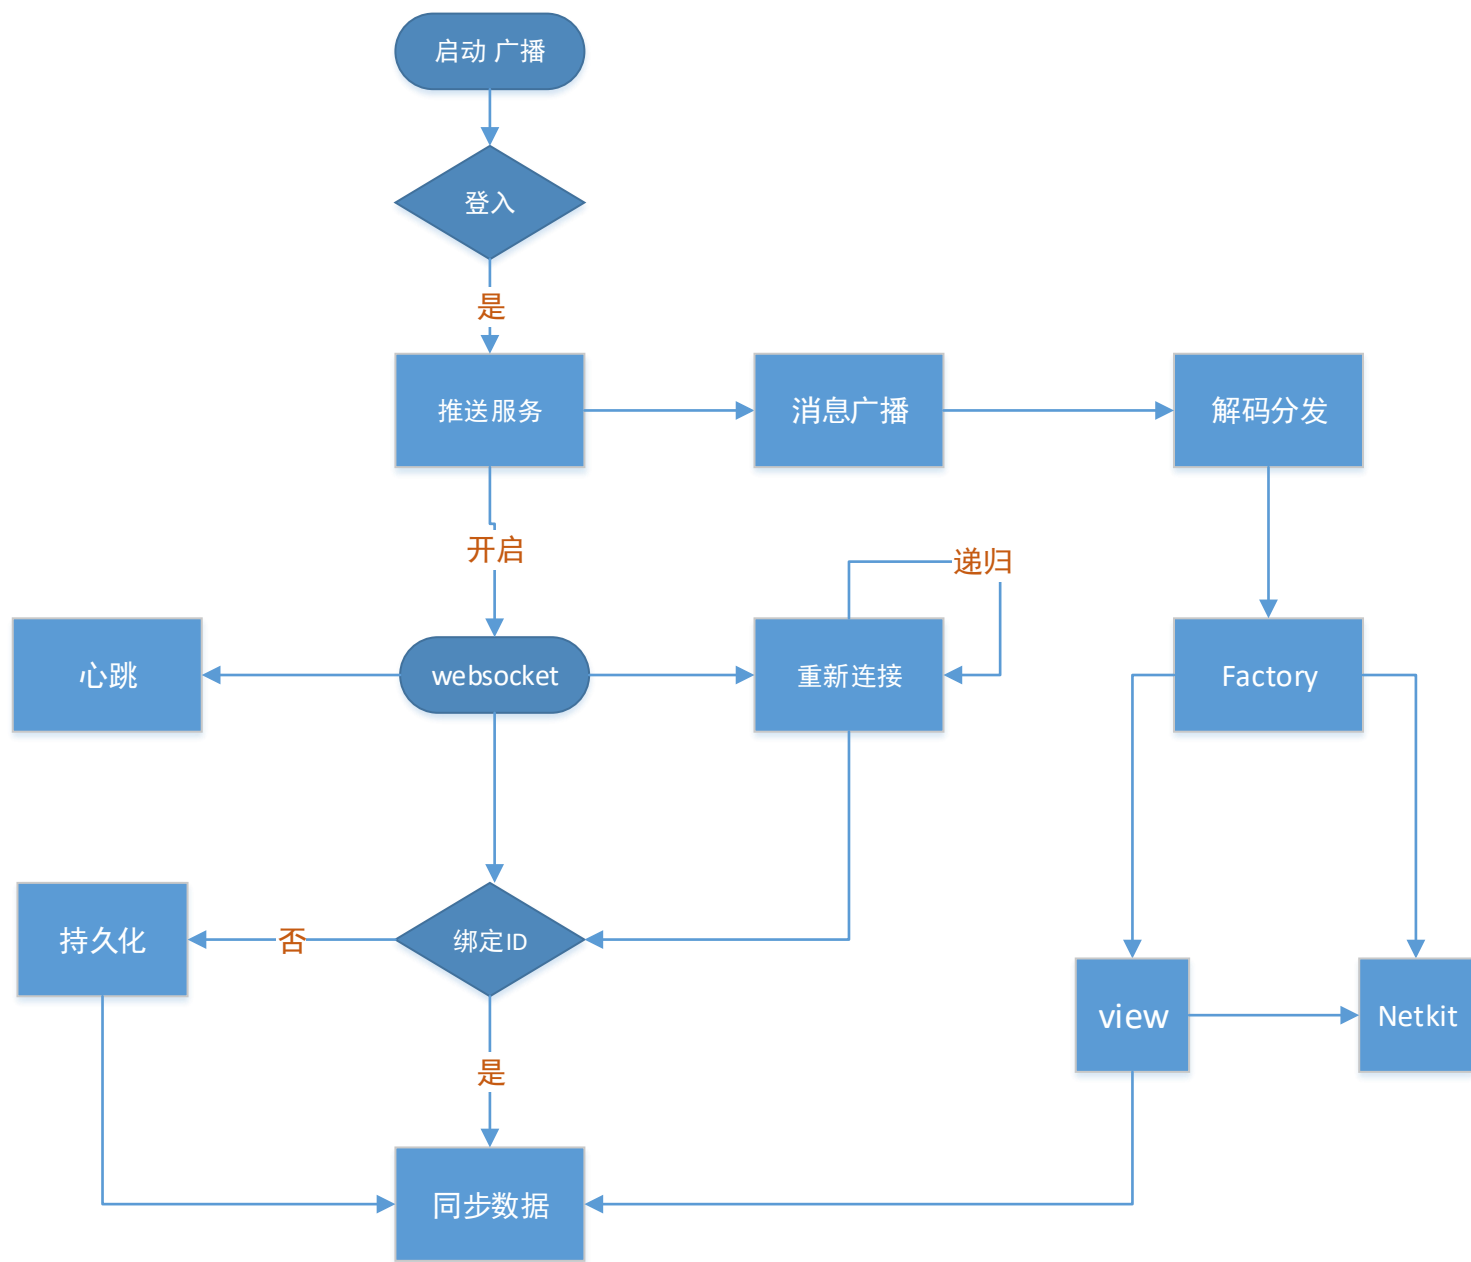 启动 广播
登入
是
推送服务
消息广播
解码分发
开启
递归
心跳
websocket
重新连接
Factory
持久化
否
绑定ID
view
Netkit
是
同步数据